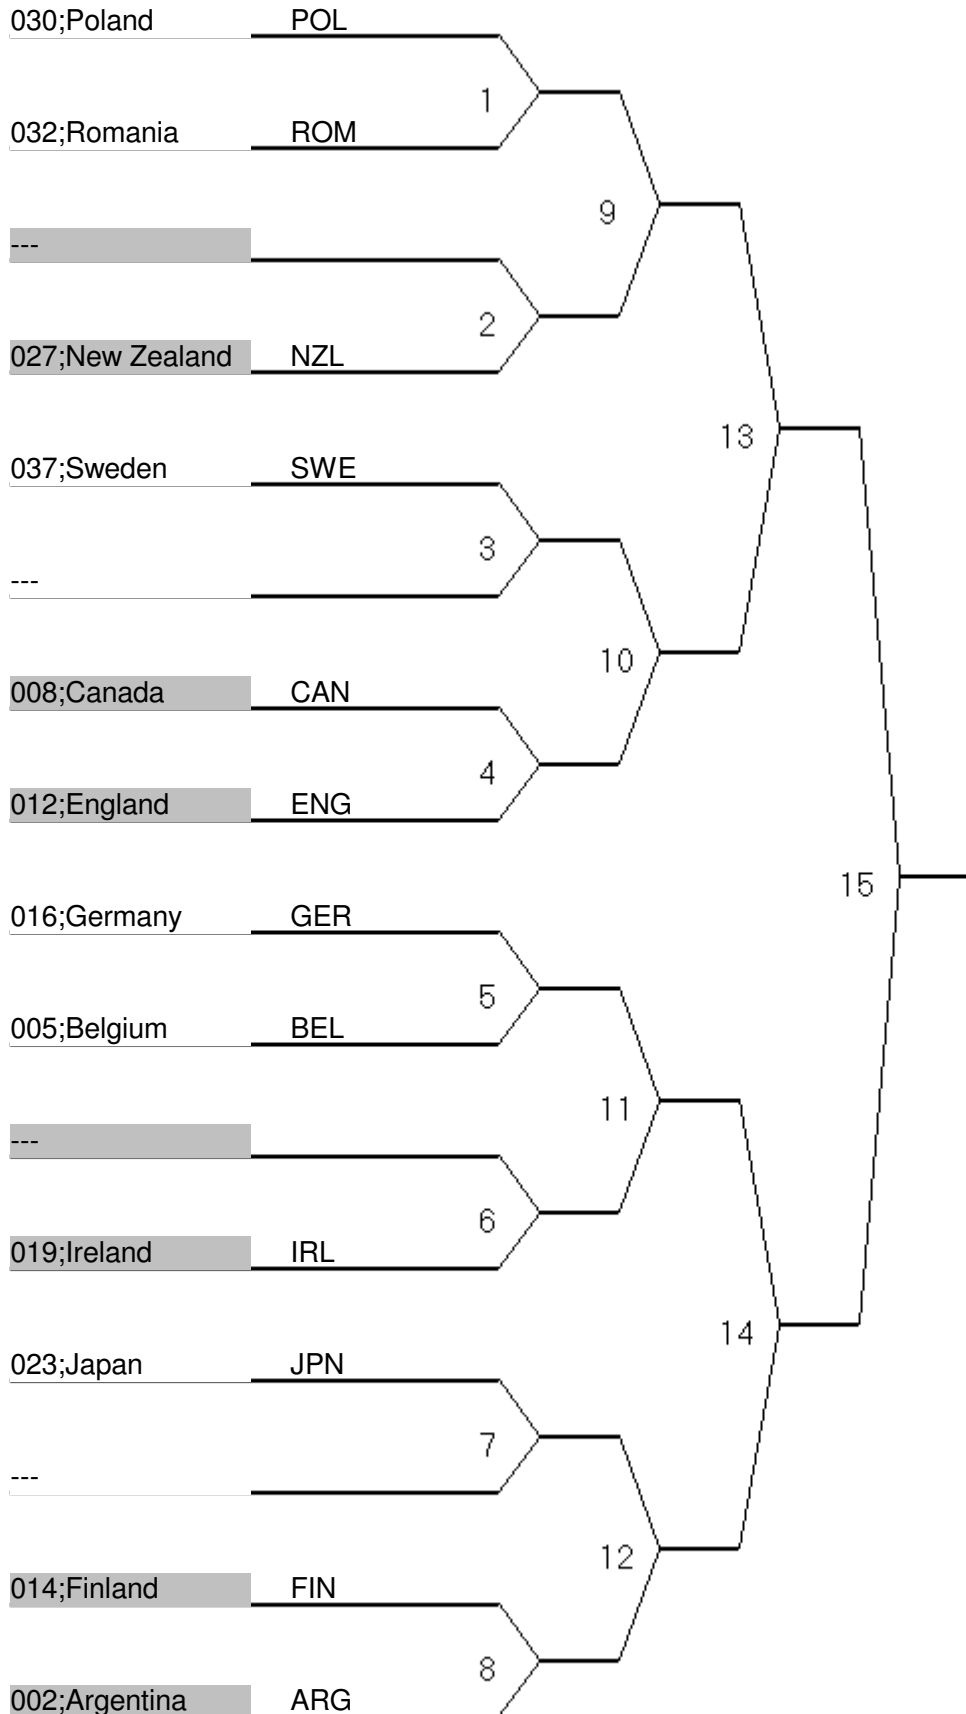 030;Poland POL
1
032;Romania ROM
9
---
2
027;New Zealand NZL
13
037;Sweden SWE
3
---
10
008;Canada CAN
4
012;England ENG
15
016;Germany GER
5
005;Belgium BEL
11
---
6
019;Ireland IRL
14
023;Japan JPN
7
---
12
014;Finland FIN
8
002;Argentina ARG